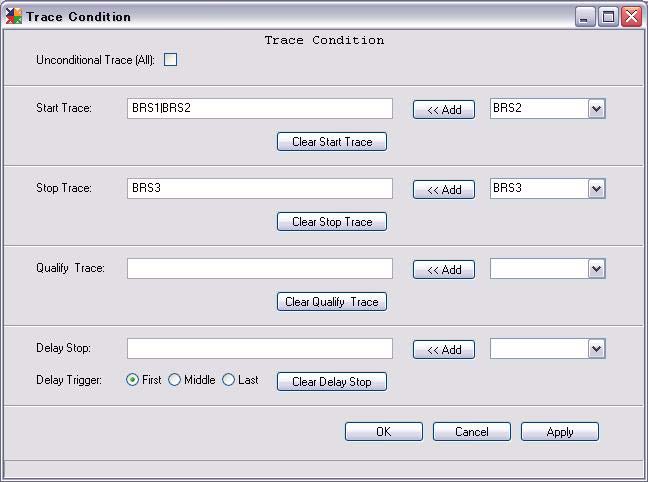 Trace Condition
Trace Condition
Unconditional Trace (All):
Start Trace: BRS1|BRS2 << Add BRS2
Clear Start Trace
Stop Trace: BRS3 << Add BRS3
Clear Stop Trace
Qualify Trace: << Add
Clear Qualify Trace
Delay Stop: << Add
Delay Trigger: First Middle Last Clear Delay Stop
OK Cancel Apply